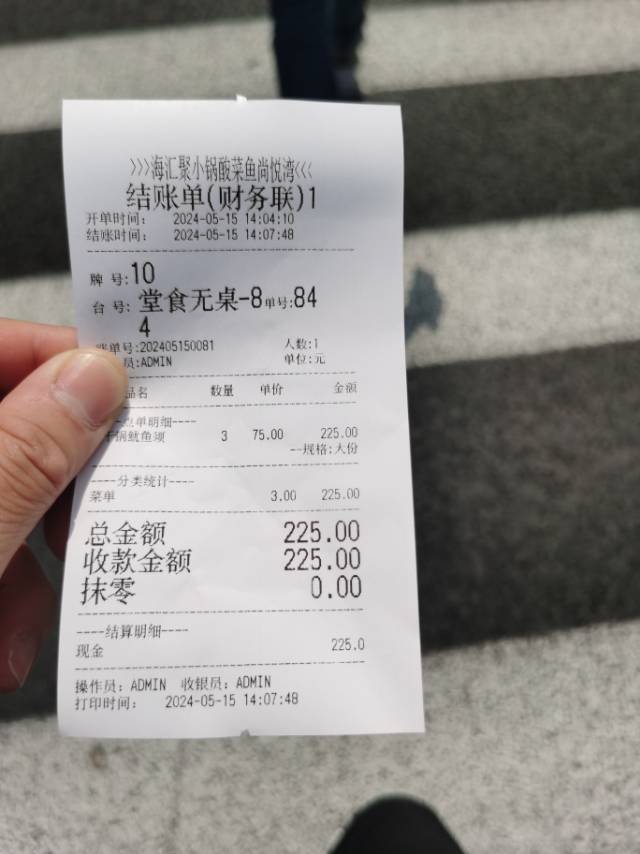 >>>海汇聚小锅酸菜鱼尚悦湾<<<
结账单(财务联)1
开单时间： 2024-05-15 14:04:10
结账时间： 2024-05-15 14:07:48
牌 号:10
台 号: 堂食无桌-8单号:84
4
单号:202405150081 人数:1
员:ADMIN 单位:元
品名 数量 单价 金额
单明细----
锅鱿鱼须 3 75.00 225.00
--规格:大份
----分类统计----
菜单 3.00 225.00
总金额 225.00
收款金额 225.00
抹零 0.00
----结算明细----
现金 225.0
操作员: ADMIN 收银员: ADMIN
打印时间： 2024-05-15 14:07:48